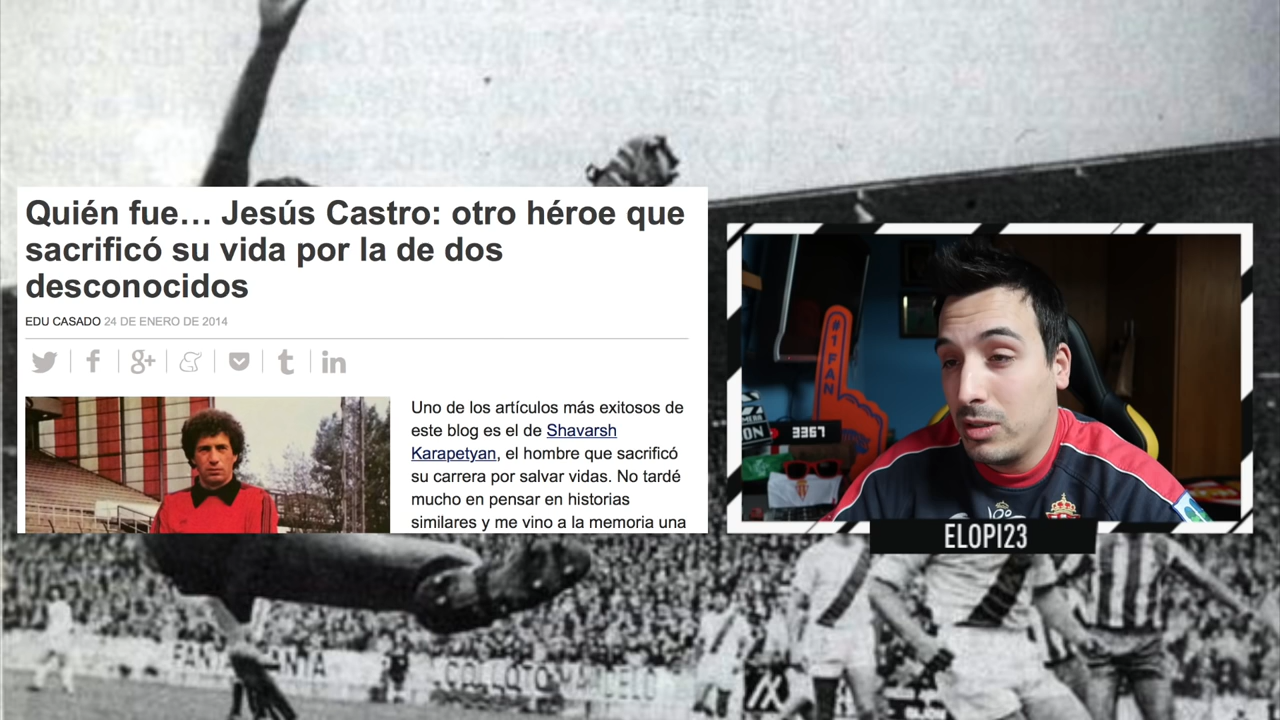 Quién fue… Jesús Castro: otro héroe que
sacrificó su vida por la de dos
desconocidos
EDU CASADO 24 DE ENERO DE 2014
Uno de los artículos más exitosos de
este blog es el de Shavarsh
Karapetyan, el hombre que sacrificó
su carrera por salvar vidas. No tardé
mucho en pensar en historias
similares y me vino a la memoria una
#1 FAN
3367
ELOPI23